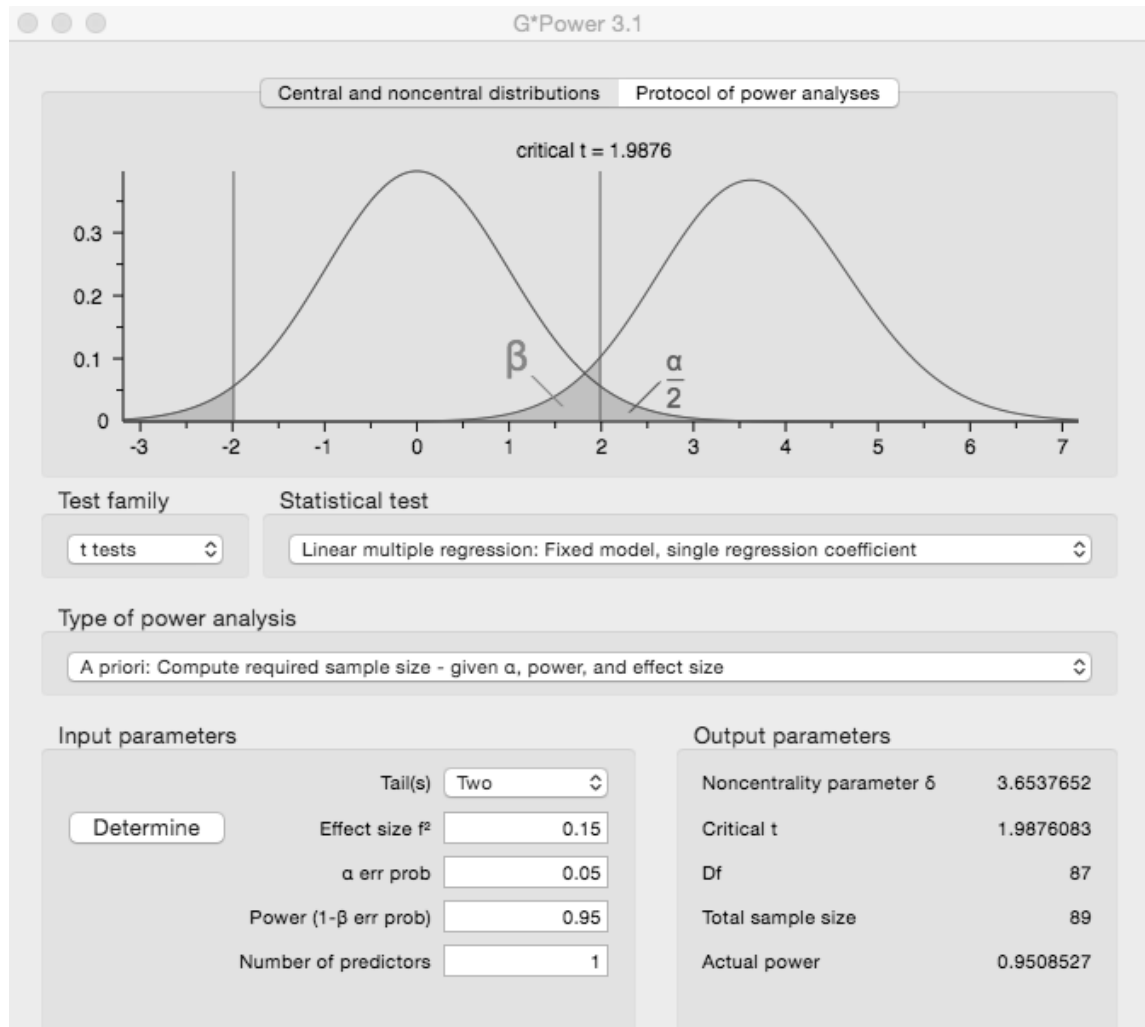 G*Power 3.1
Central and noncentral distributions Protocol of power analyses
critical t = 1.9876
0.3
0.2
0.1
0
β
α
2
-3 -2 -1 0 1 2 3 4 5 6 7
Test family Statistical test
t tests Linear multiple regression: Fixed model, single regression coefficient
Type of power analysis
A priori: Compute required sample size - given α, power, and effect size
Input parameters Output parameters
Tail(s) Two Noncentrality parameter δ 3.6537652
Determine Effect size f² 0.15 Critical t 1.9876083
α err prob 0.05 Df 87
Power (1-β err prob) 0.95 Total sample size 89
Number of predictors 1 Actual power 0.9508527